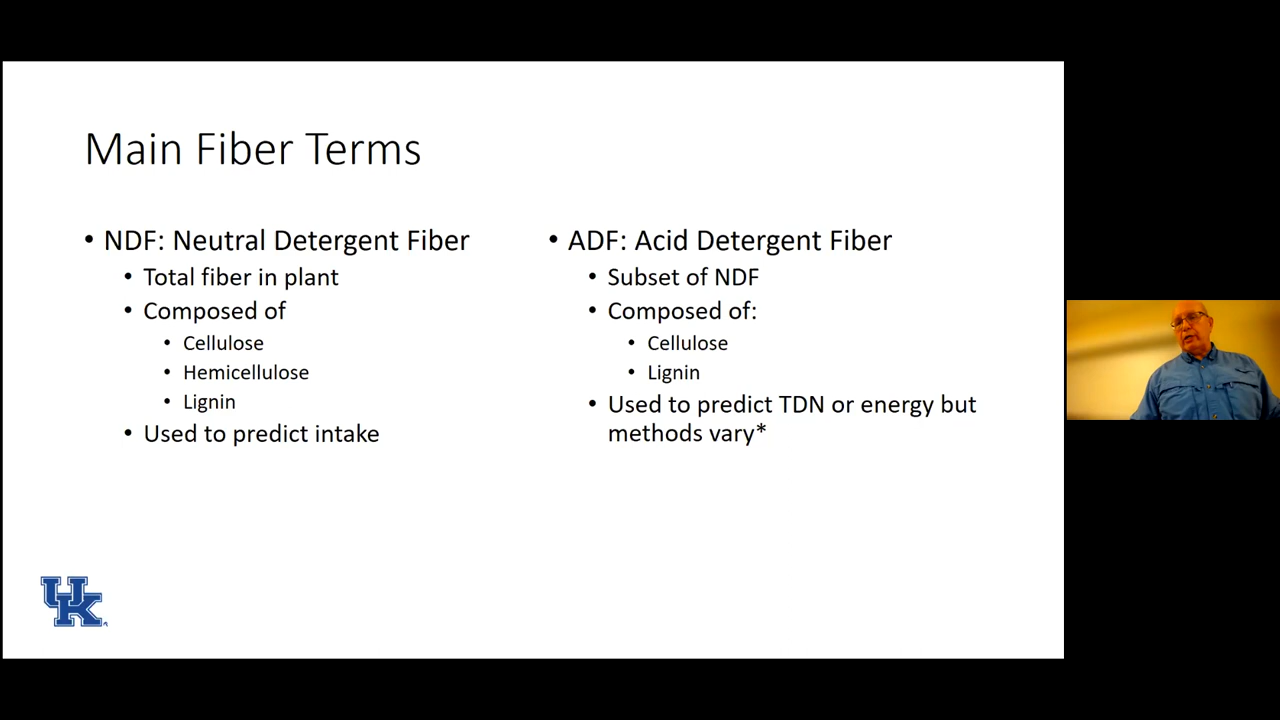 Main Fiber Terms
• NDF: Neutral Detergent Fiber
• Total fiber in plant
• Composed of
• Cellulose
• Hemicellulose
• Lignin
• Used to predict intake
• ADF: Acid Detergent Fiber
• Subset of NDF
• Composed of:
• Cellulose
• Lignin
• Used to predict TDN or energy but
methods vary*
UK